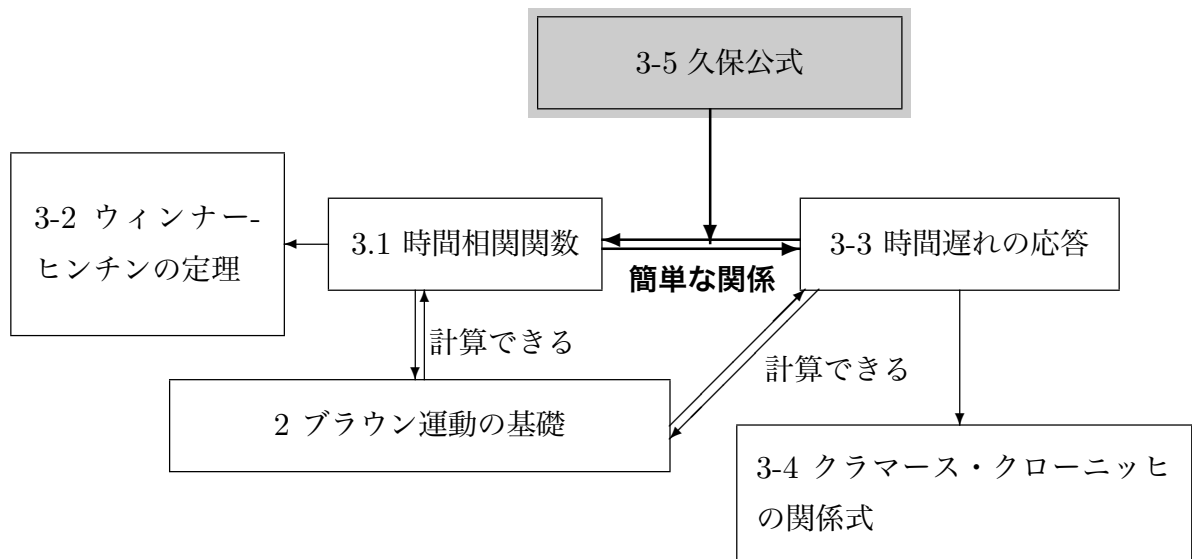 3-5 久保公式
3-2 ウィンナー-
ヒンチンの定理
3.1 時間相関関数
3-3 時間遅れの応答
簡単な関係
計算できる
計算できる
2 ブラウン運動の基礎
3-4 クラマース・クローニッヒ
の関係式